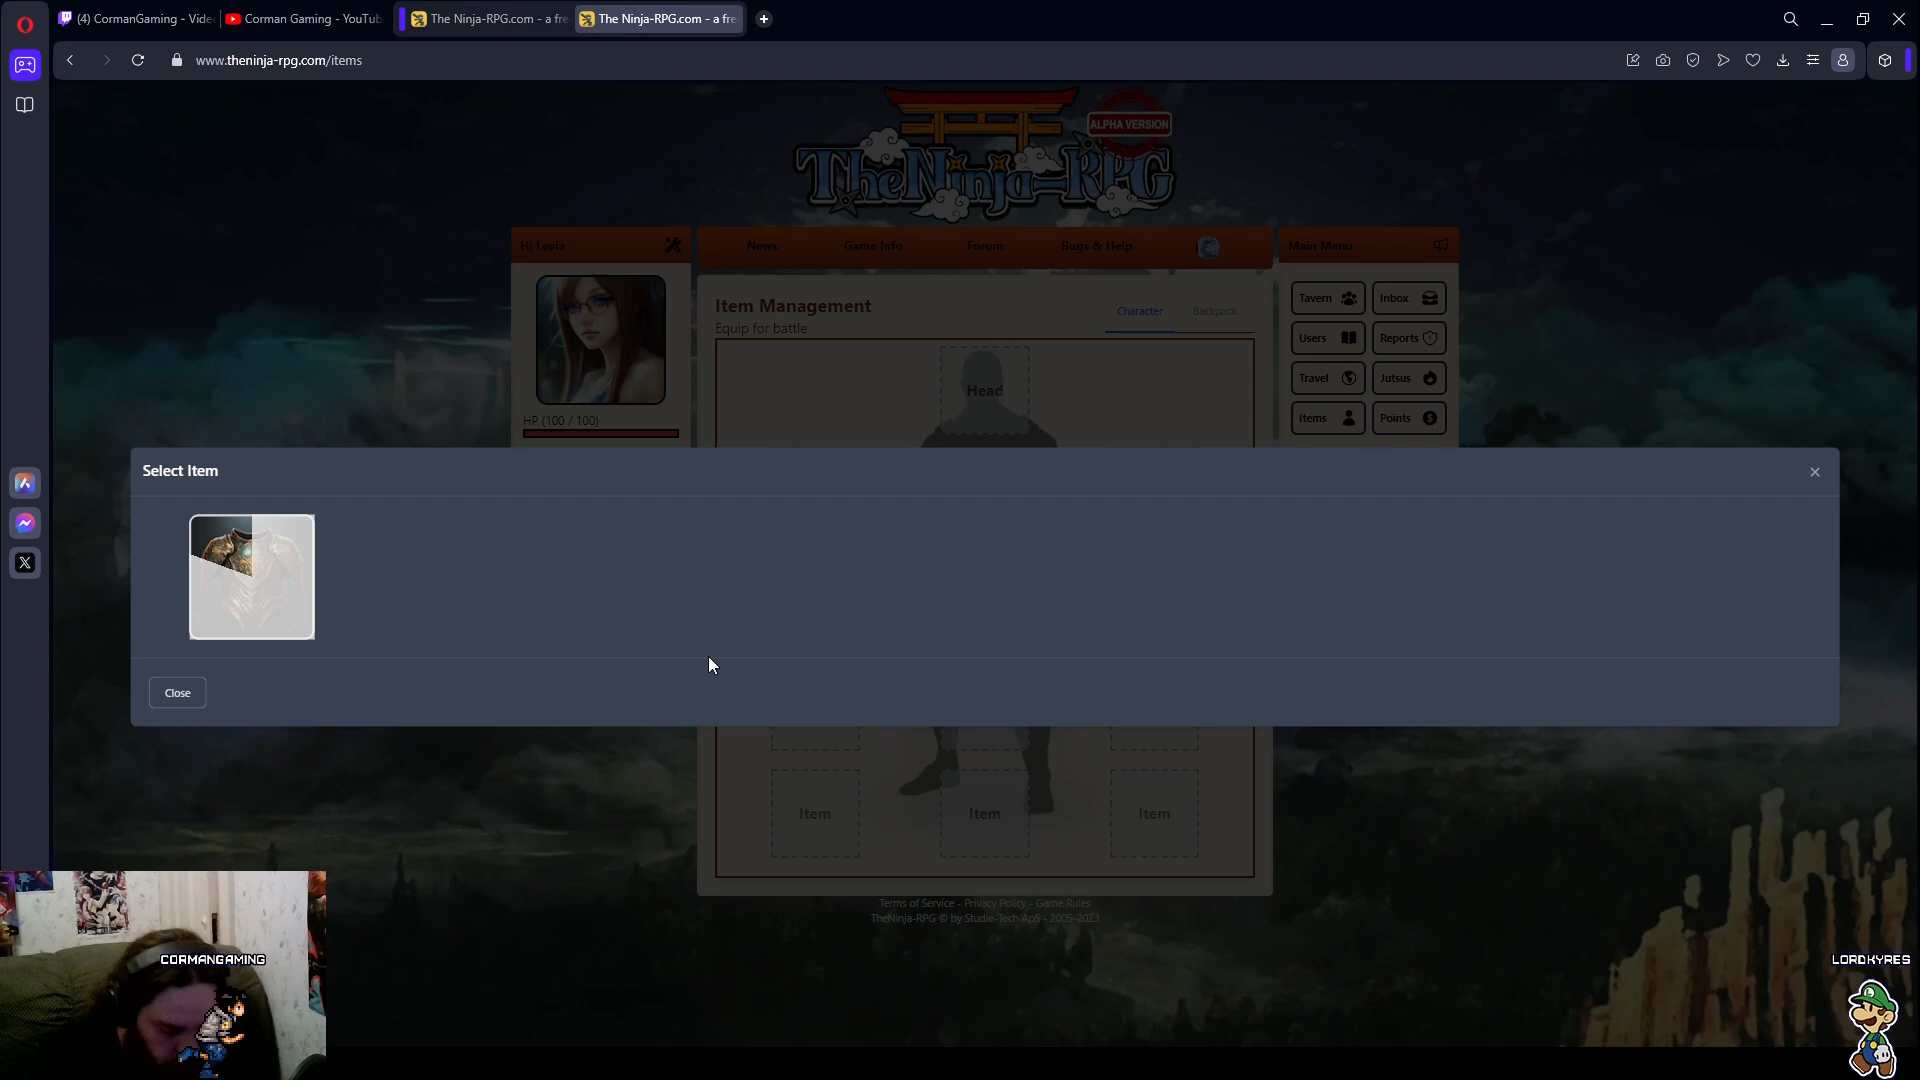 (4) CormanGaming - Vide
Corman Gaming - YouTub
The Ninja-RPG.com - a fre
The Ninja-RPG.com - a fre
www.theninja-rpg.com/items
ALPHA VERSION
TheNinja-RPG
Hi Levia
News
Game Info
Forum
Bugs & Help
Main Menu
Item Management
Equip for battle
Character
Backpack
Head
HP (100 / 100)
Tavern
Inbox
Users
Reports
Travel
Jutsus
Items
Points
Select Item
Close
Item
Item
Item
Terms of Service - Privacy Policy - Game Rules
TheNinja-RPG © by Studie-Tech ApS - 2005-2023
CORMANGAMING
LORDKYRES